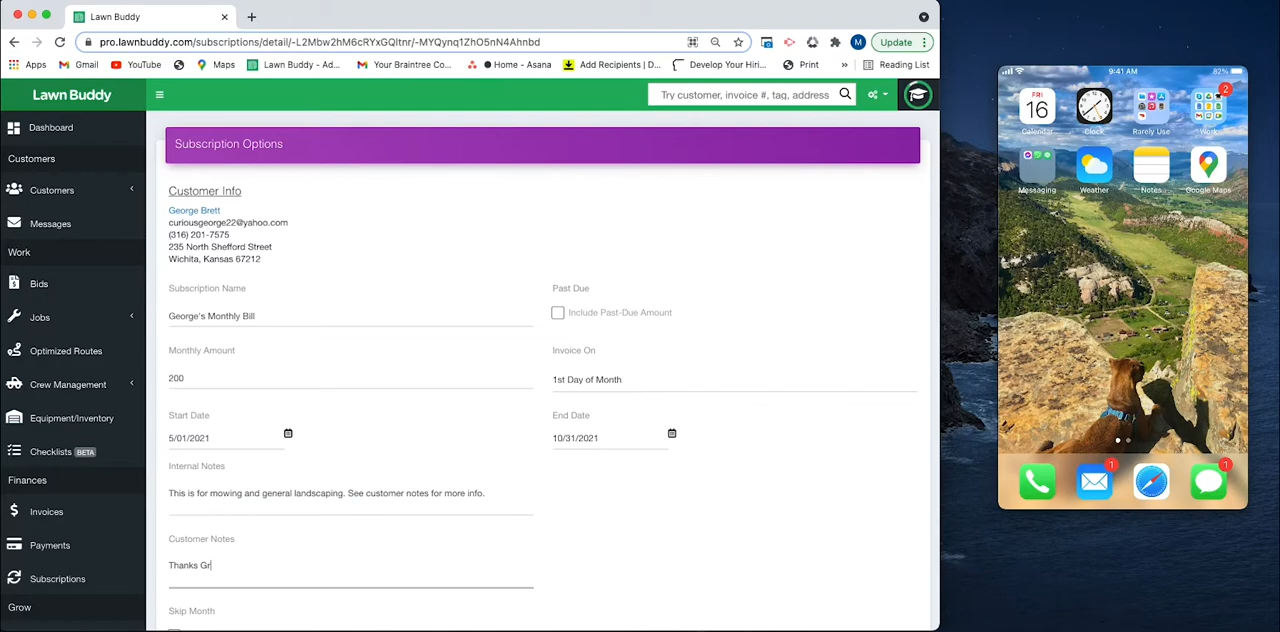 Lawn Buddy
pro.lawnbuddy.com/subscriptions/detail/-L2Mbw2hM6cRYxGQltnr/-MYQynq1ZhO5nN4Ahnbd
M
Update
Apps
Gmail
YouTube
Maps
Lawn Buddy - Ad...
Your Braintree Co...
Home - Asana
Add Recipients | D...
Develop Your Hiri...
Print
»
Reading List
Lawn Buddy
Try customer, invoice #, tag, address
Dashboard
Customers
Customers
Messages
Work
Bids
Jobs
Optimized Routes
Crew Management
Equipment/Inventory
Checklists BETA
Finances
Invoices
Payments
Subscriptions
Grow
Subscription Options
Customer Info
George Brett
curiousgeorge22@yahoo.com
(316) 201-7575
235 North Shefford Street
Wichita, Kansas 67212
Subscription Name
George's Monthly Bill
Past Due
Include Past-Due Amount
Monthly Amount
200
Invoice On
1st Day of Month
Start Date
5/01/2021
End Date
10/31/2021
Internal Notes
This is for mowing and general landscaping. See customer notes for more info.
Customer Notes
Thanks Gr
Skip Month
9:41 AM
82%
FRI
16
2
Calendar
Clock
Rarely Use
Work
Messaging
Weather
Notes
Google Maps
1
1